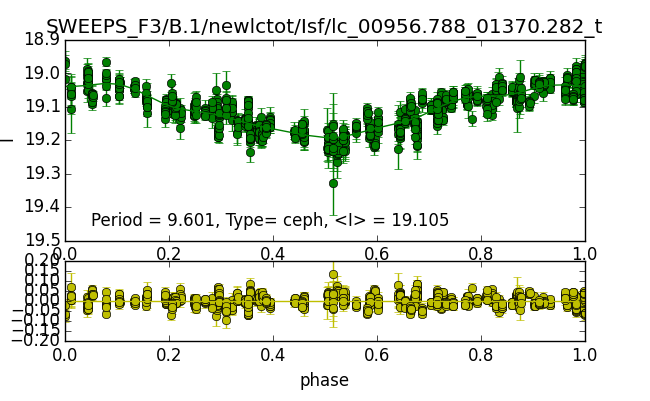 SWEEPS_F3/B.1/newlctot/Isf/lc_00956.788_01370.282_t
18.9
19.0
19.1
19.2
19.3
19.4
19.5
I
Period = 9.601, Type= ceph, <I> = 19.105
0.0 0.2 0.4 0.6 0.8 1.0
0.20
0.15
0.10
0.05
0.00
−0.05
−0.10
−0.15
−0.20
0.0 0.2 0.4 0.6 0.8 1.0
phase